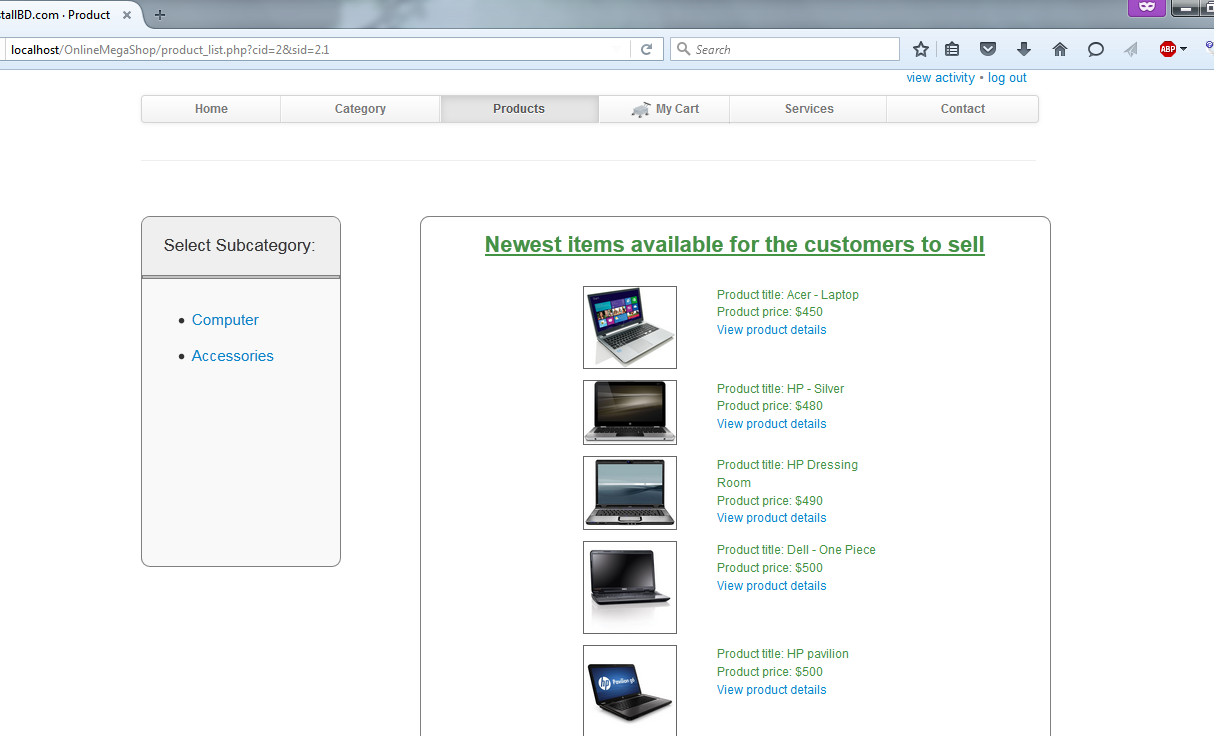 stallBD.com · Product
localhost/OnlineMegaShop/product_list.php?cid=2&sid=2.1
Search
ABP
view activity • log out
Home
Category
Products
My Cart
Services
Contact
Select Subcategory:
Computer
Accessories
Newest items available for the customers to sell
Product title: Acer - Laptop
Product price: $450
View product details
Product title: HP - Silver
Product price: $480
View product details
Product title: HP Dressing
Room
Product price: $490
View product details
Product title: Dell - One Piece
Product price: $500
View product details
hp Pavilion g6
Product title: HP pavilion
Product price: $500
View product details